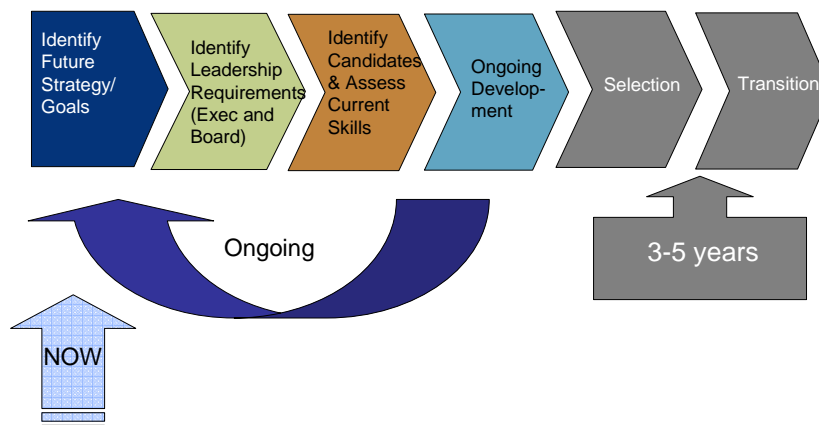 Identify
Future
Strategy/
Goals
Identify
Leadership
Requirements
(Exec and
Board)
Identify
Candidates
& Assess
Current
Skills
Ongoing
Develop-
ment
Selection
Transition
Ongoing
3-5 years
NOW